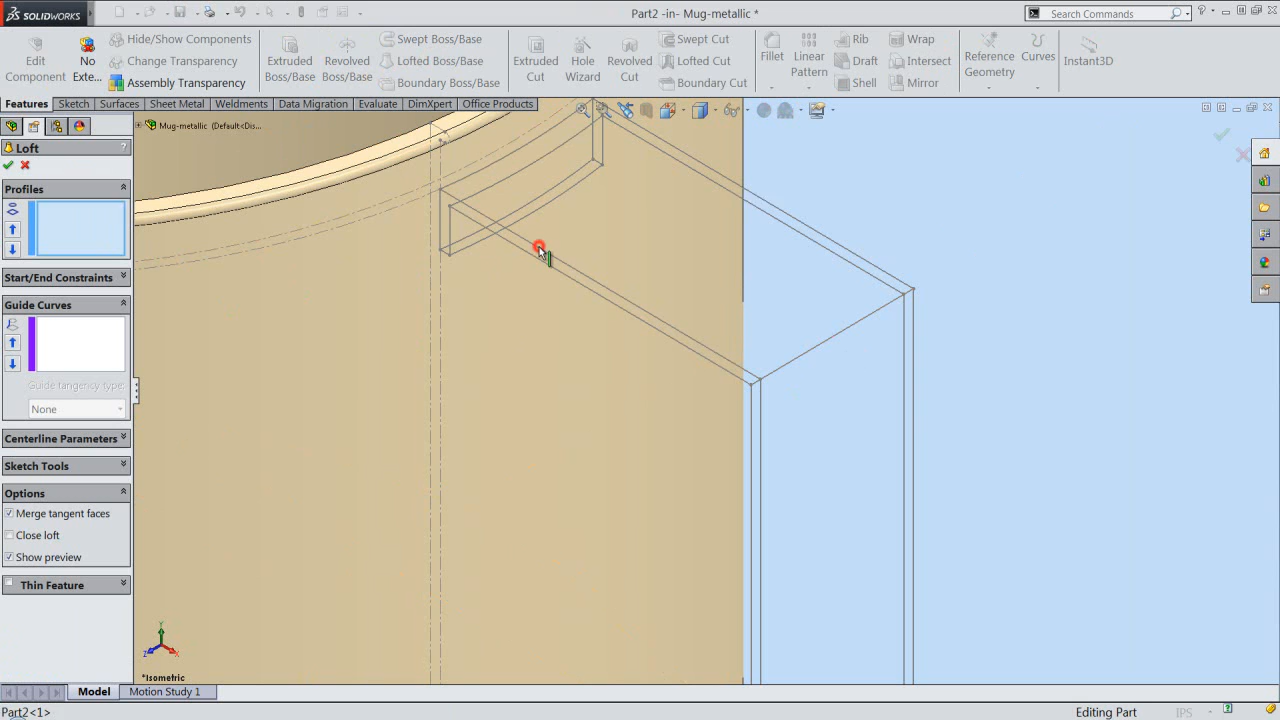 SOLIDWORKS
Part2 -in- Mug-metallic *
Search Commands
Edit Component
No Exte...
Hide/Show Components
Change Transparency
Assembly Transparency
Extruded Boss/Base
Revolved Boss/Base
Swept Boss/Base
Lofted Boss/Base
Boundary Boss/Base
Extruded Cut
Hole Wizard
Revolved Cut
Swept Cut
Lofted Cut
Boundary Cut
Fillet
Linear Pattern
Rib
Draft
Shell
Wrap
Intersect
Mirror
Reference Geometry
Curves
Instant3D
Features
Sketch
Surfaces
Sheet Metal
Weldments
Data Migration
Evaluate
DimXpert
Office Products
Mug-metallic (Default<Dis...
Loft
?
Profiles
Start/End Constraints
Guide Curves
Guide tangency type:
None
Centerline Parameters
Sketch Tools
Options
Merge tangent faces
Close loft
Show preview
Thin Feature
Y
Z
X
*Isometric
Model
Motion Study 1
Part2<1>
Editing Part
IPS